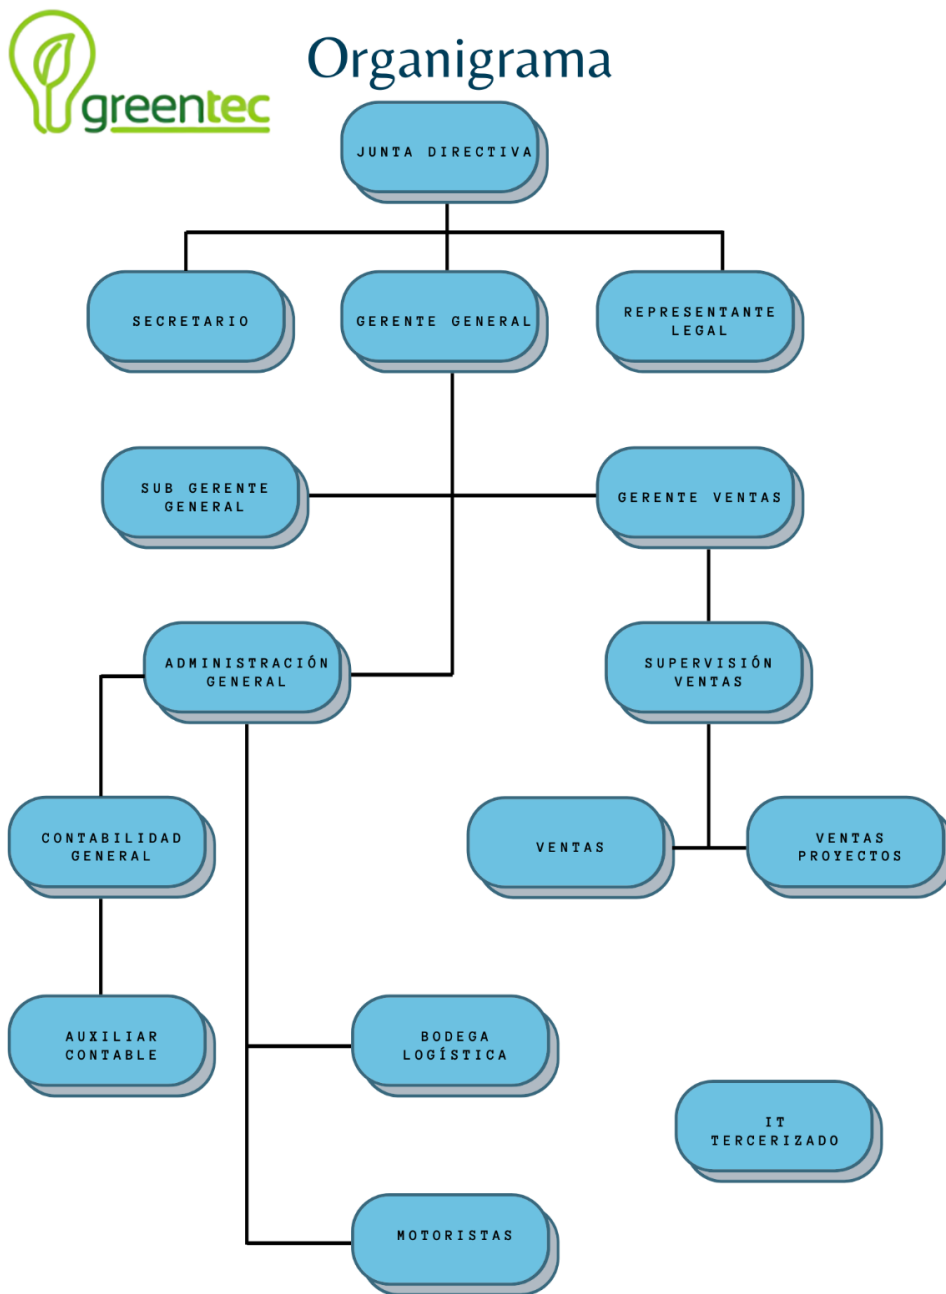 greentec
Organigrama
JUNTA DIRECTIVA
SECRETARIO
GERENTE GENERAL
REPRESENTANTE
LEGAL
SUB GERENTE
GENERAL
GERENTE VENTAS
ADMINISTRACIÓN
GENERAL
SUPERVISIÓN
VENTAS
CONTABILIDAD
GENERAL
VENTAS
VENTAS
PROYECTOS
AUXILIAR
CONTABLE
BODEGA
LOGÍSTICA
IT
TERCERIZADO
MOTORISTAS